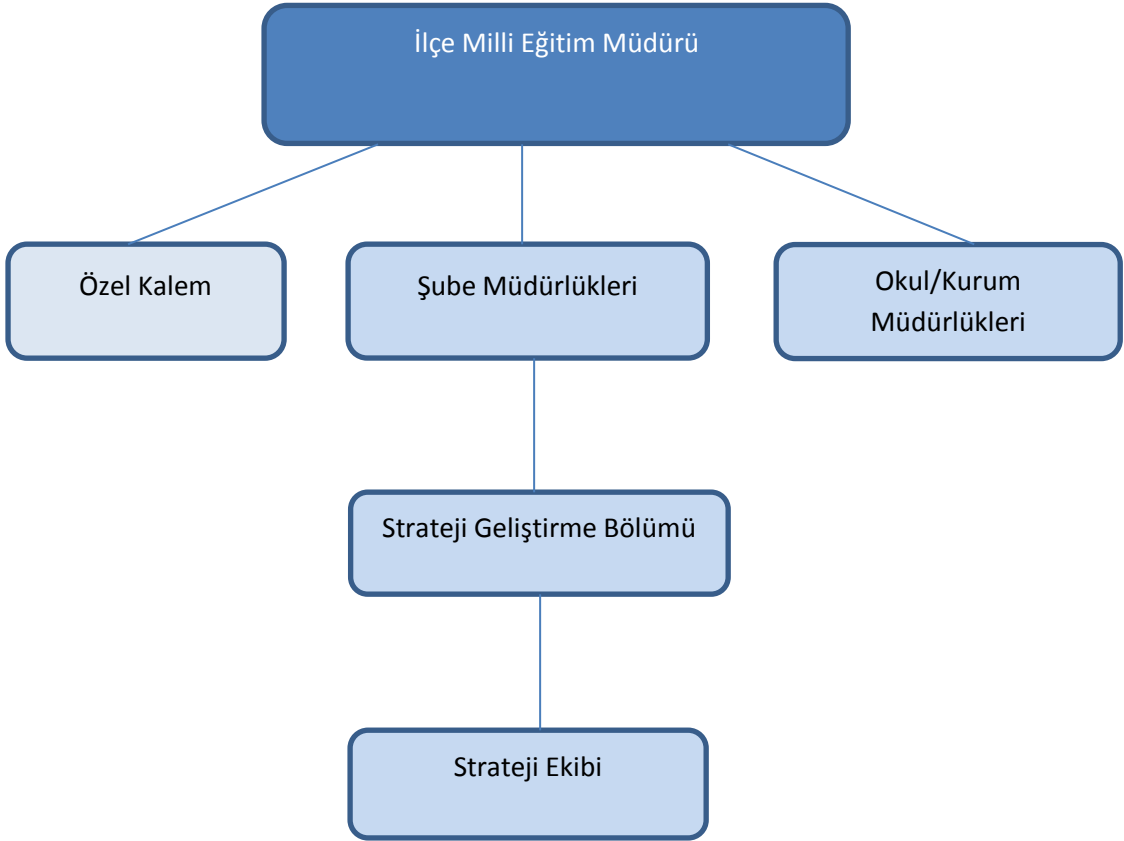 İlçe Milli Eğitim Müdürü
Özel Kalem
Şube Müdürlükleri
Okul/Kurum
Müdürlükleri
Strateji Geliştirme Bölümü
Strateji Ekibi